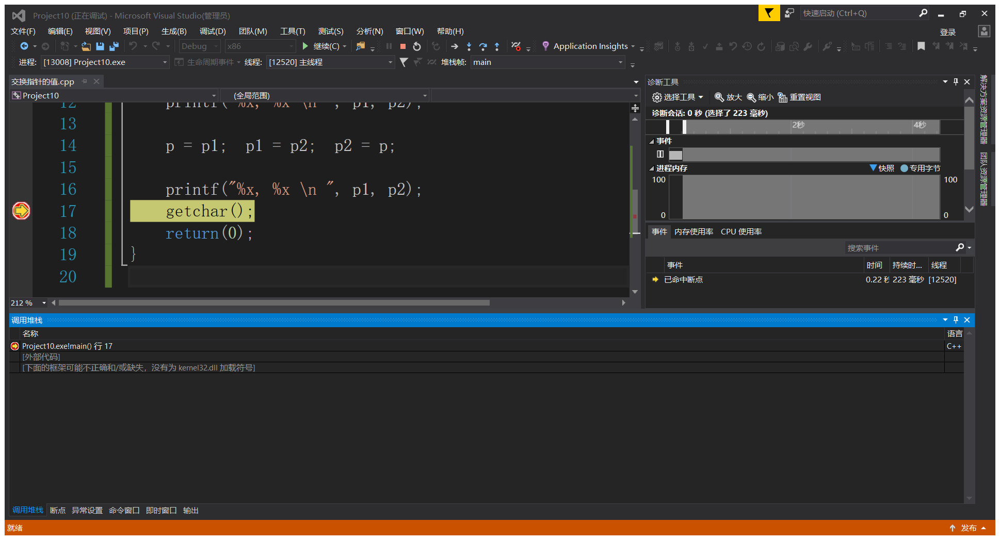 Project10 (正在调试) - Microsoft Visual Studio(管理员)
快速启动 (Ctrl+Q)
文件(F) 编辑(E) 视图(V) 项目(P) 生成(B) 调试(D) 团队(M) 工具(T) 测试(S) 分析(N) 窗口(W) 帮助(H)
登录
Debug x86 继续(C) Application Insights
进程: [13008] Project10.exe 生命周期事件 线程: [12520] 主线程 堆栈帧: main
交换指针的值.cpp
Project10 (全局范围)
12 printf("%x, %x \n ", p1, p2);
13
14 p = p1; p1 = p2; p2 = p;
15
16 printf("%x, %x \n ", p1, p2);
17 getchar();
18 return(0);
19 }
20
212 %
诊断工具
选择工具 放大 缩小 重置视图
诊断会话: 0 秒 (选择了 223 毫秒)
2秒 4秒
事件
进程内存 快照 专用字节
100 100
0 0
事件 内存使用率 CPU 使用率
搜索事件
事件 时间 持续时... 线程
已命中断点 0.22 秒 223 毫秒 [12520]
解决方案资源管理器
团队资源管理器
调用堆栈
名称 语言
Project10.exe!main() 行 17 C++
[外部代码]
[下面的框架可能不正确和/或缺失，没有为 kernel32.dll 加载符号]
调用堆栈 断点 异常设置 命令窗口 即时窗口 输出
就绪 发布